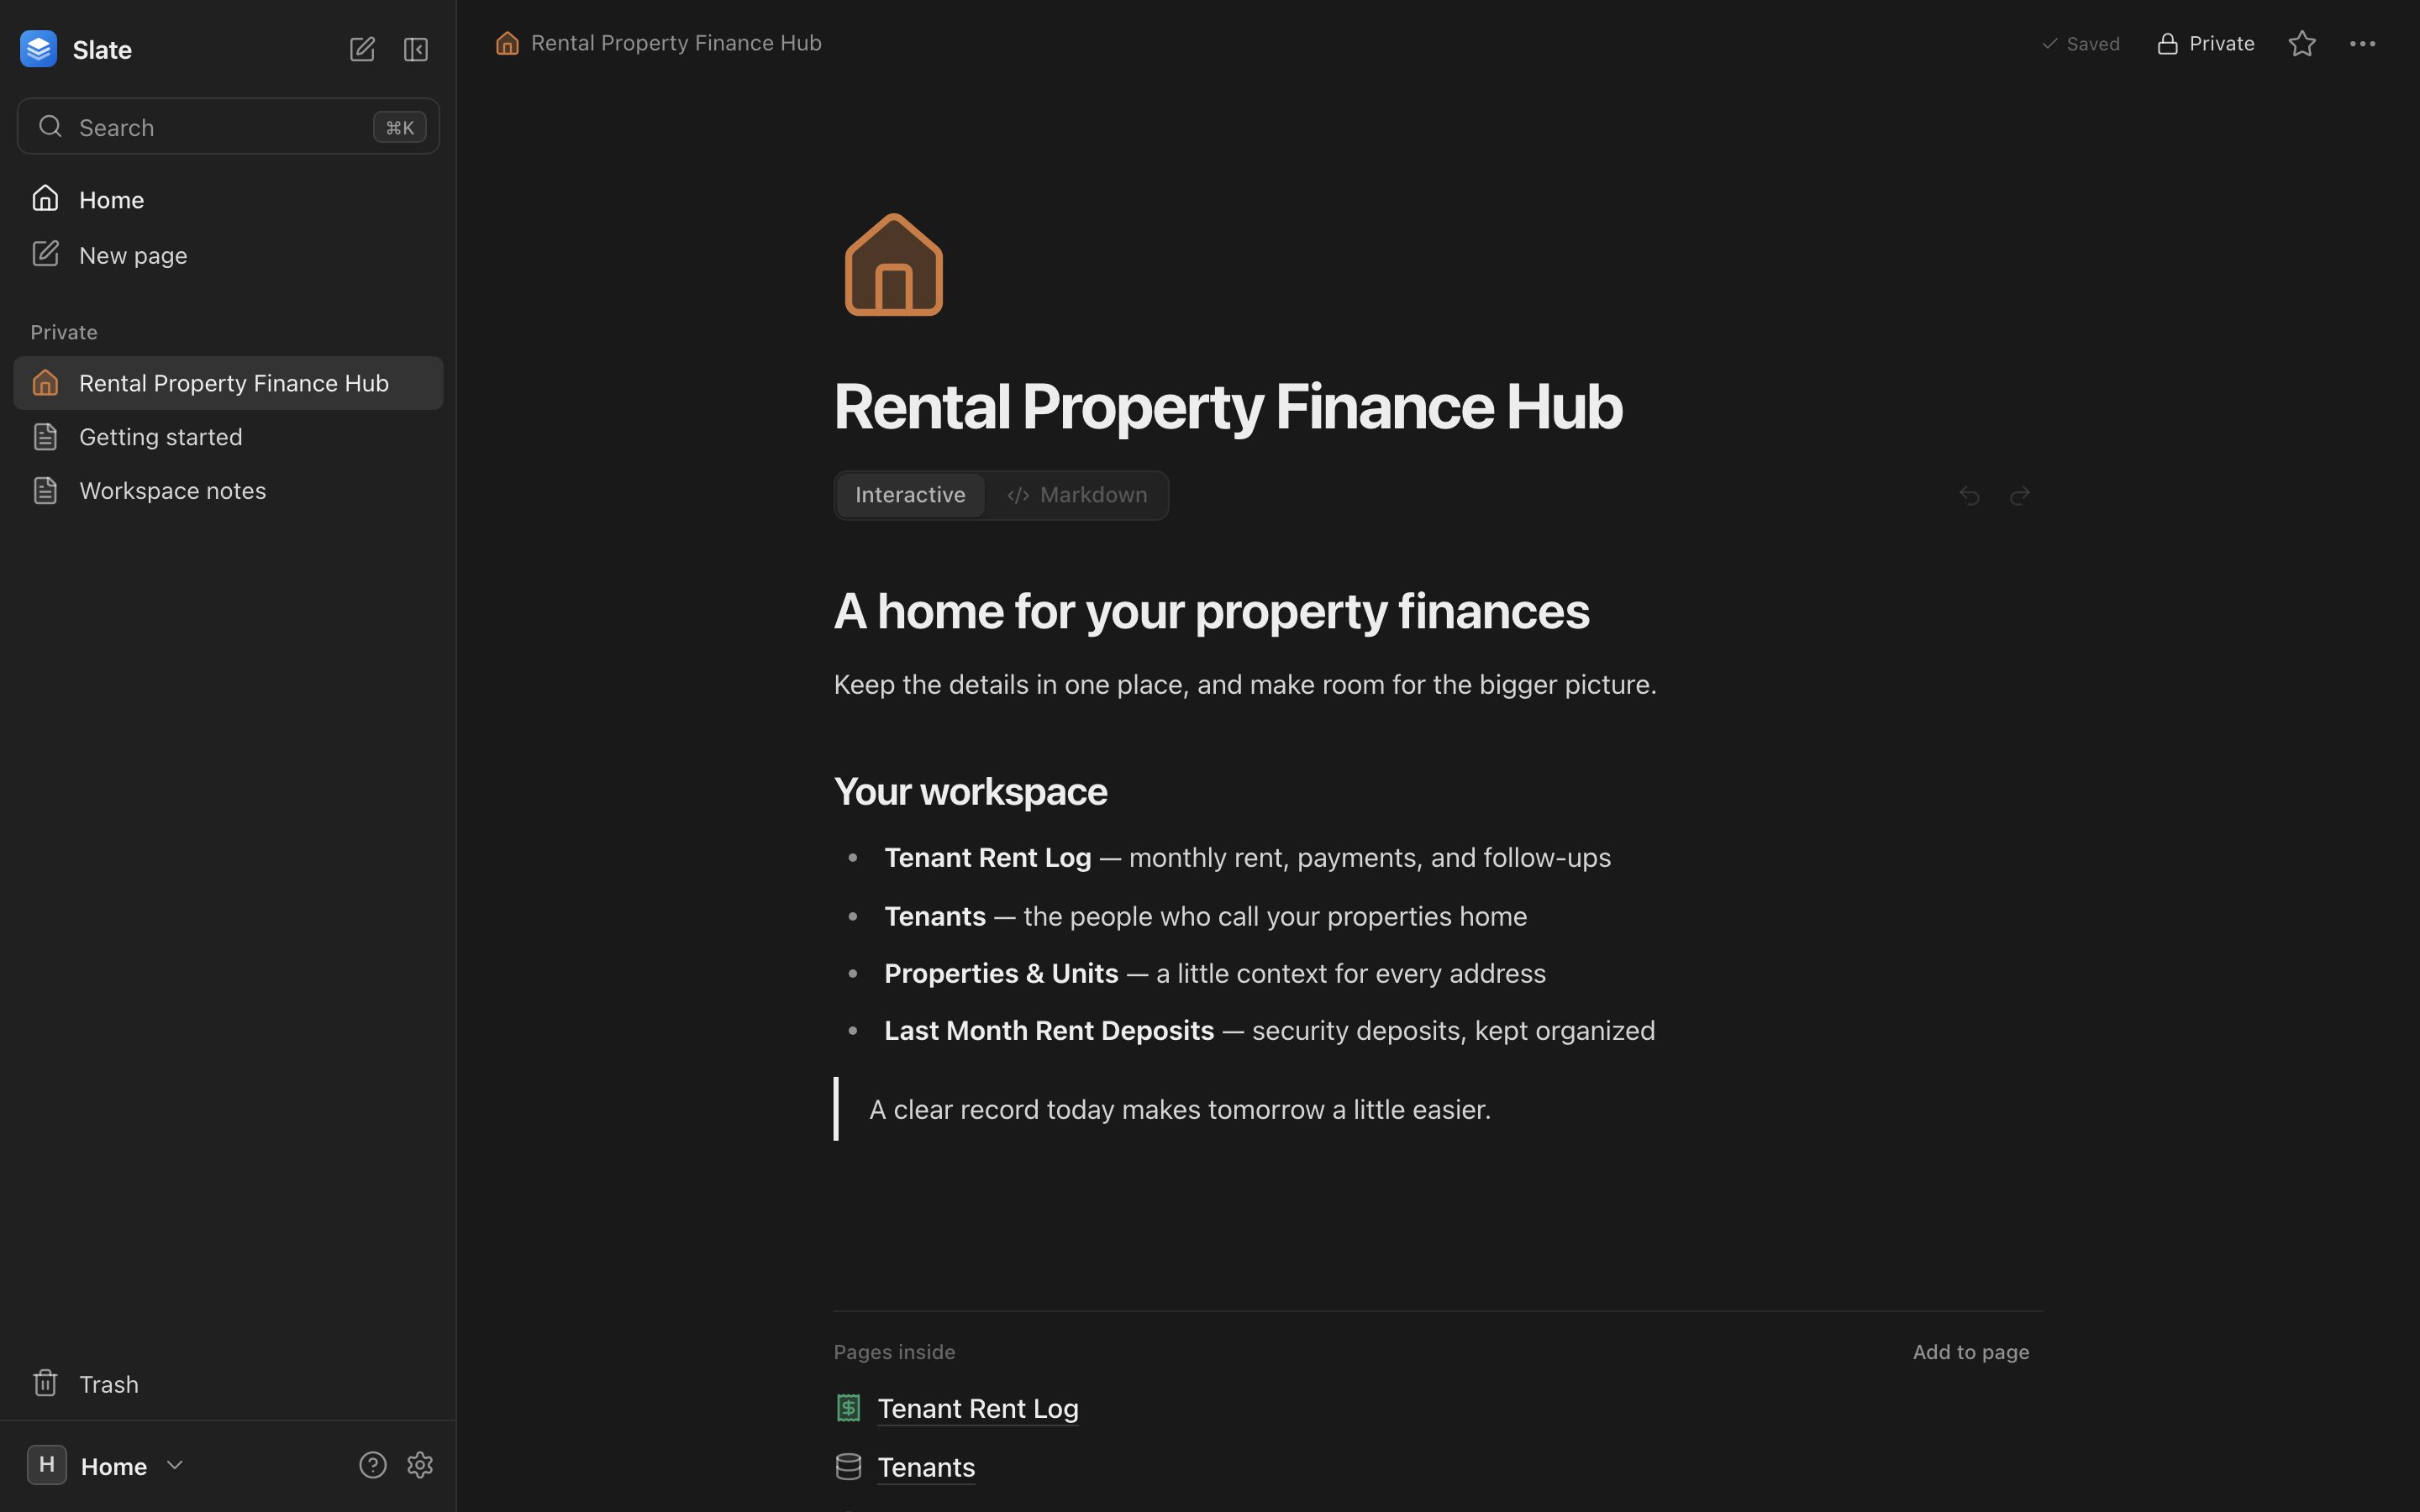 Slate
Search
⌘K
Home
New page
Private
Rental Property Finance Hub
Getting started
Workspace notes
Trash
H
Home
Rental Property Finance Hub
Saved
Private
Rental Property Finance Hub
Interactive
</> Markdown
A home for your property finances
Keep the details in one place, and make room for the bigger picture.
Your workspace
• Tenant Rent Log — monthly rent, payments, and follow-ups
• Tenants — the people who call your properties home
• Properties & Units — a little context for every address
• Last Month Rent Deposits — security deposits, kept organized
A clear record today makes tomorrow a little easier.
Pages inside
Add to page
Tenant Rent Log
Tenants